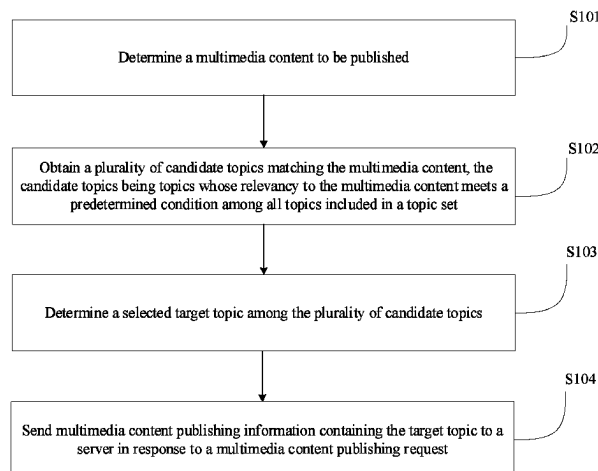 S101
Determine a multimedia content to be published
S102
Obtain a plurality of candidate topics matching the multimedia content, the
candidate topics being topics whose relevancy to the multimedia content meets a
predetermined condition among all topics included in a topic set
S103
Determine a selected target topic among the plurality of candidate topics
S104
Send multimedia content publishing information containing the target topic to a
server in response to a multimedia content publishing request